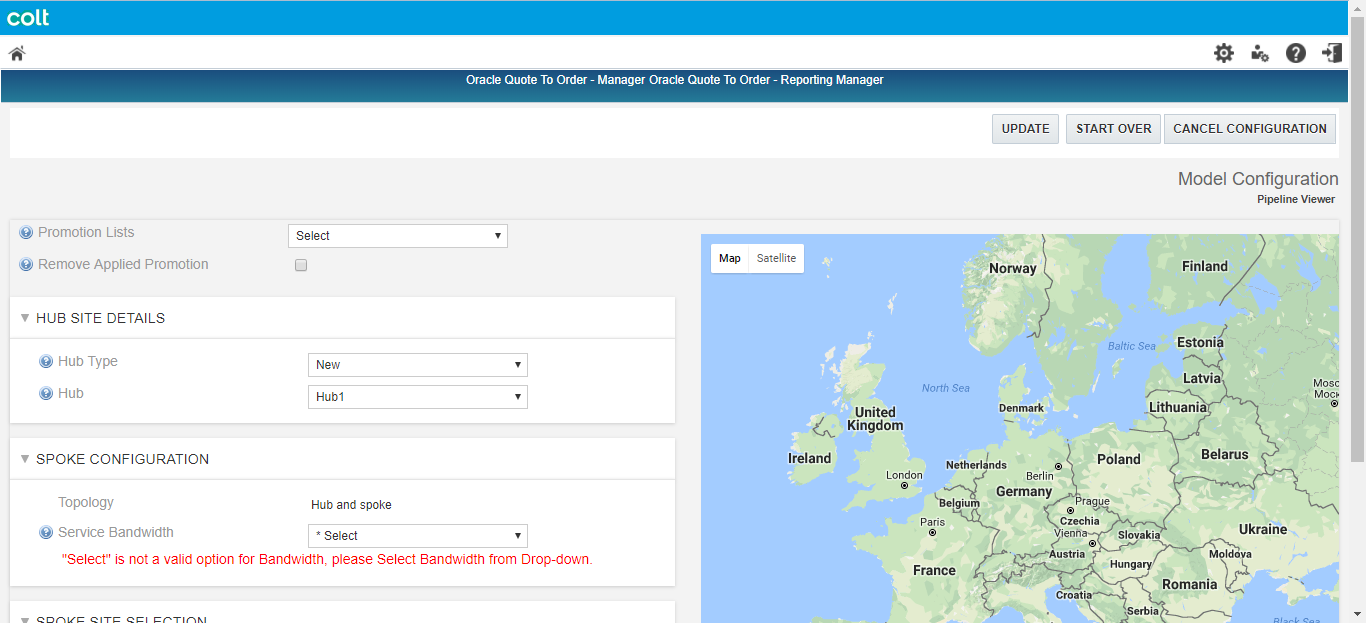 colt
Oracle Quote To Order - Manager Oracle Quote To Order - Reporting Manager
UPDATE
START OVER
CANCEL CONFIGURATION
Model Configuration
Pipeline Viewer
Promotion Lists
Select
Remove Applied Promotion
HUB SITE DETAILS
Hub Type
New
Hub
Hub1
SPOKE CONFIGURATION
Topology
Hub and spoke
Service Bandwidth
* Select
"Select" is not a valid option for Bandwidth, please Select Bandwidth from Drop-down.
SPOKE SITE SELECTION
Map
Satellite
Norway
Finland
Baltic Sea
Estonia
Latvia
North Sea
Mosc
Моск
Denmark
Lithuania
United
Kingdom
Ireland
Netherlands
Poland
Belarus
London
Berlin
Germany
Belgium
Prague
Czechia
Paris
Vienna
Slovakia
Ukraine
Austria
Moldova
Hungary
France
Romania
Croatia
Serbia
Black Sea